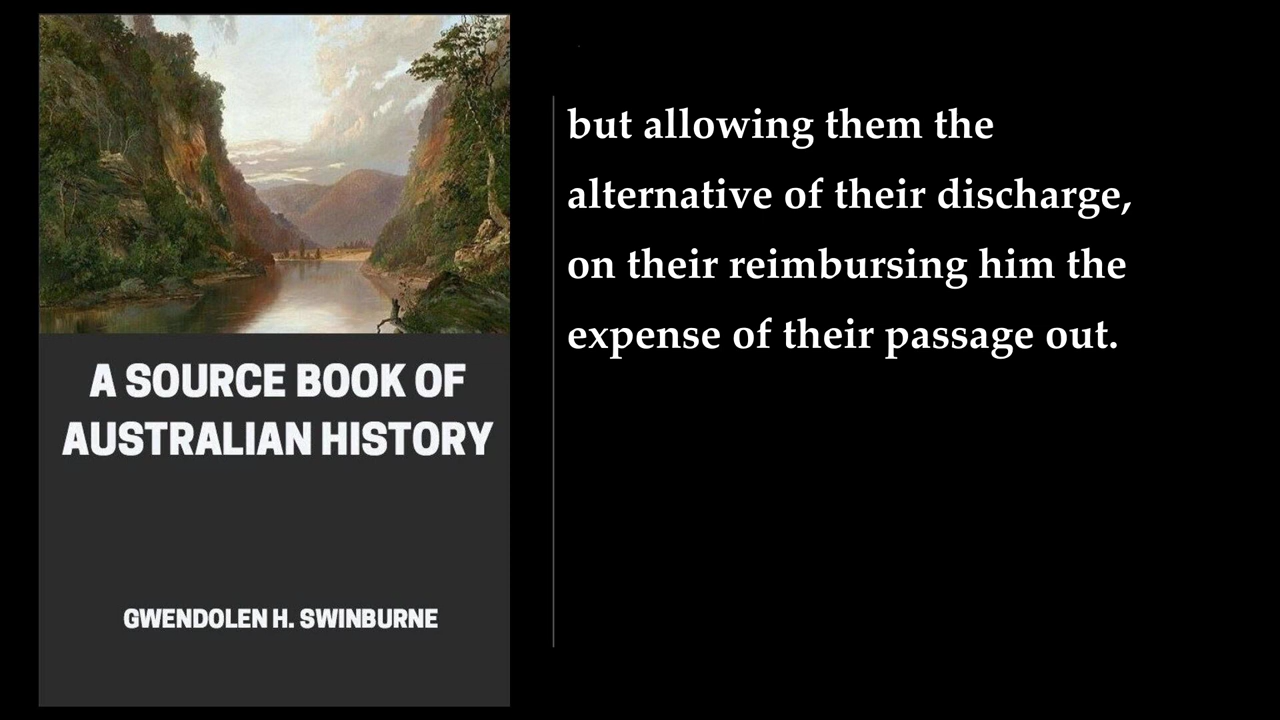 A SOURCE BOOK OF
AUSTRALIAN HISTORY
GWENDOLEN H. SWINBURNE
but allowing them the
alternative of their discharge,
on their reimbursing him the
expense of their passage out.